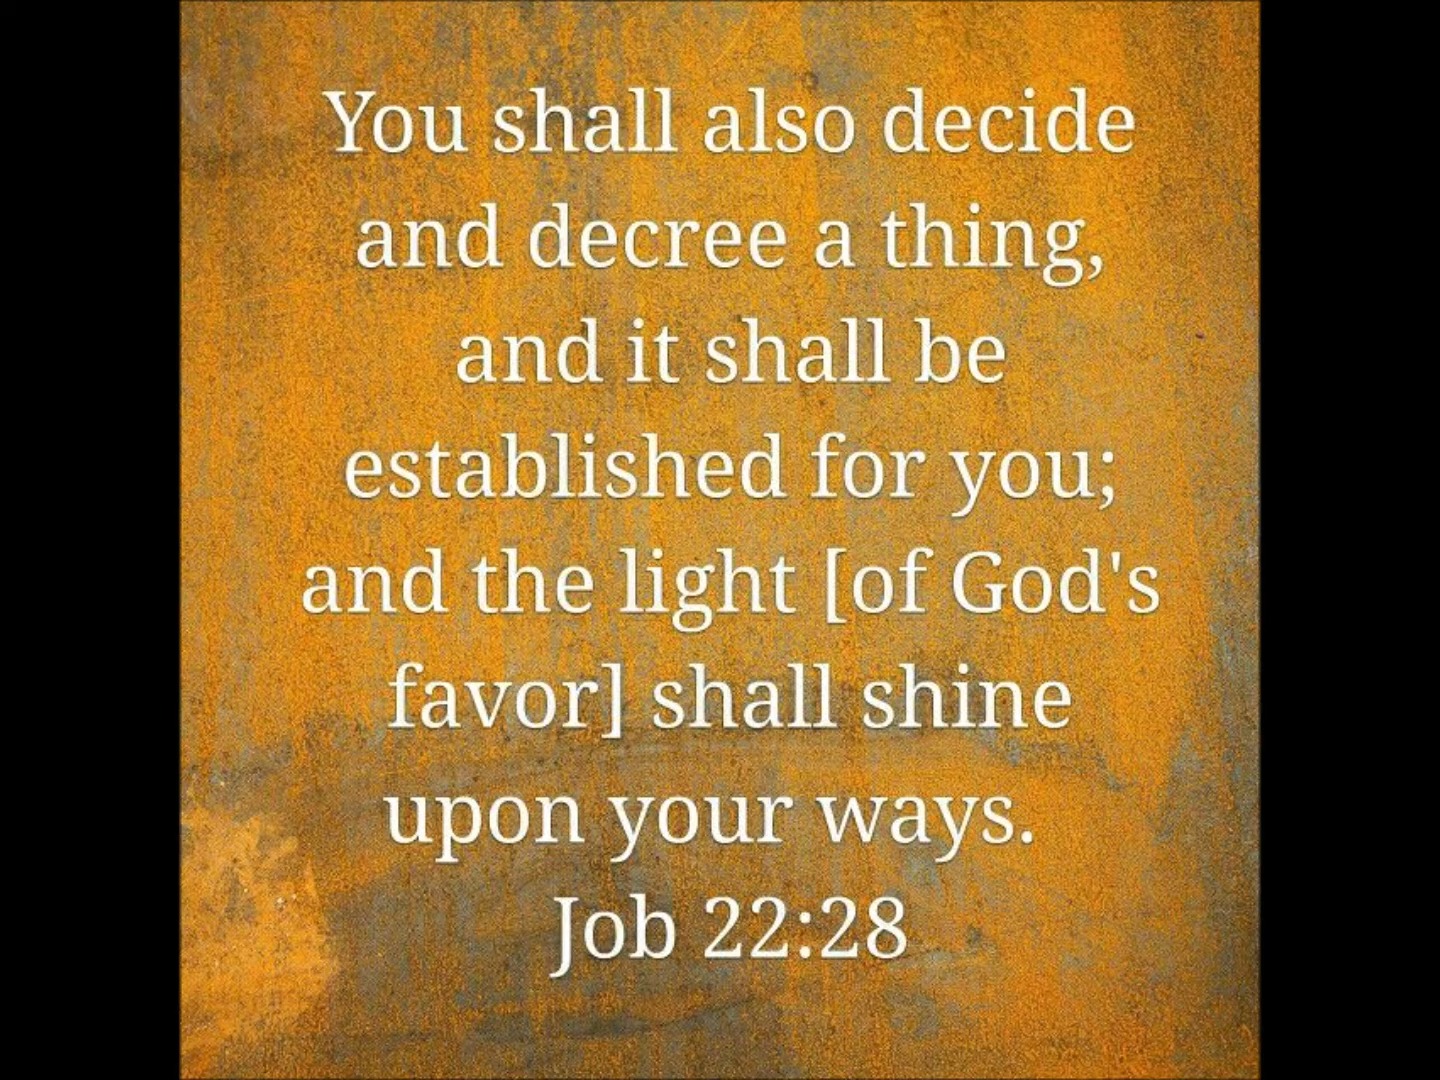 You shall also decide
and decree a thing,
and it shall be
established for you;
and the light [of God's
favor] shall shine
upon your ways.
Job 22:28